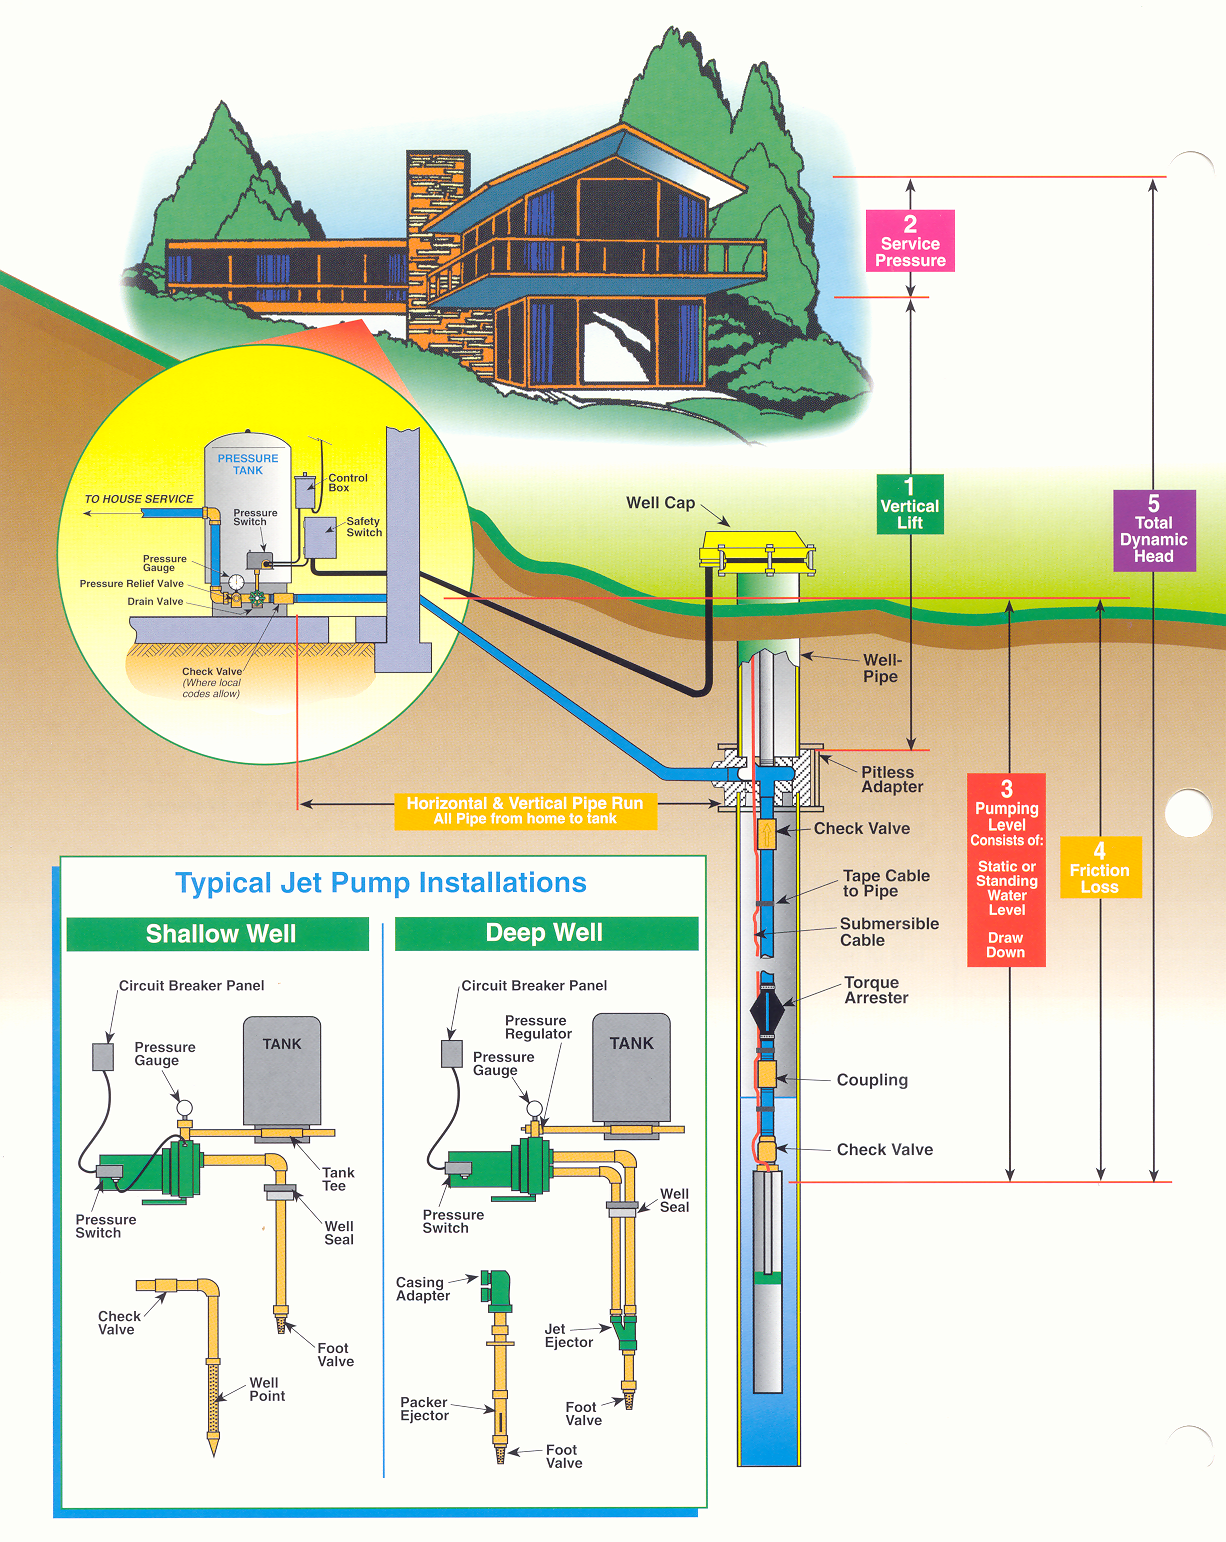 2
Service
Pressure
1
Vertical
Lift
5
Total
Dynamic
Head
3
Pumping
Level
Consists of:
Static or
Standing
Water
Level
Draw
Down
4
Friction
Loss
PRESSURE
TANK
TO HOUSE SERVICE
Control
Box
Pressure
Switch
Safety
Switch
Pressure
Gauge
Pressure Relief Valve
Drain Valve
Check Valve
(Where local
codes allow)
Well Cap
Well-
Pipe
Pitless
Adapter
Horizontal & Vertical Pipe Run
All Pipe from home to tank
Check Valve
Tape Cable
to Pipe
Submersible
Cable
Torque
Arrester
Coupling
Check Valve
Typical Jet Pump Installations
Shallow Well
Circuit Breaker Panel
Pressure
Gauge
TANK
Tank
Tee
Pressure
Switch
Well
Seal
Check
Valve
Foot
Valve
Well
Point
Deep Well
Circuit Breaker Panel
Pressure
Regulator
Pressure
Gauge
TANK
Well
Seal
Pressure
Switch
Casing
Adapter
Jet
Ejector
Packer
Ejector
Foot
Valve
Foot
Valve